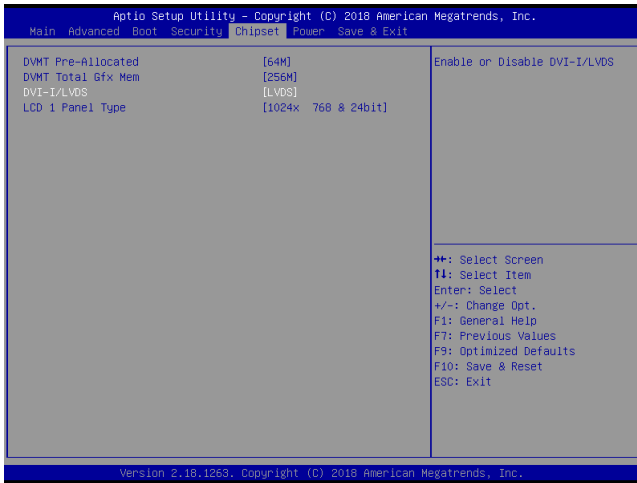 Aptio Setup Utility – Copyright (C) 2018 American Megatrends, Inc.
Main Advanced Boot Security Chipset Power Save & Exit
DVMT Pre-Allocated [64M]
DVMT Total Gfx Mem [256M]
DVI-I/LVDS [LVDS]
LCD 1 Panel Type [1024x 768 & 24bit]
Enable or Disable DVI-I/LVDS
→←: Select Screen
↑↓: Select Item
Enter: Select
+/-: Change Opt.
F1: General Help
F7: Previous Values
F9: Optimized Defaults
F10: Save & Reset
ESC: Exit
Version 2.18.1263. Copyright (C) 2018 American Megatrends, Inc.